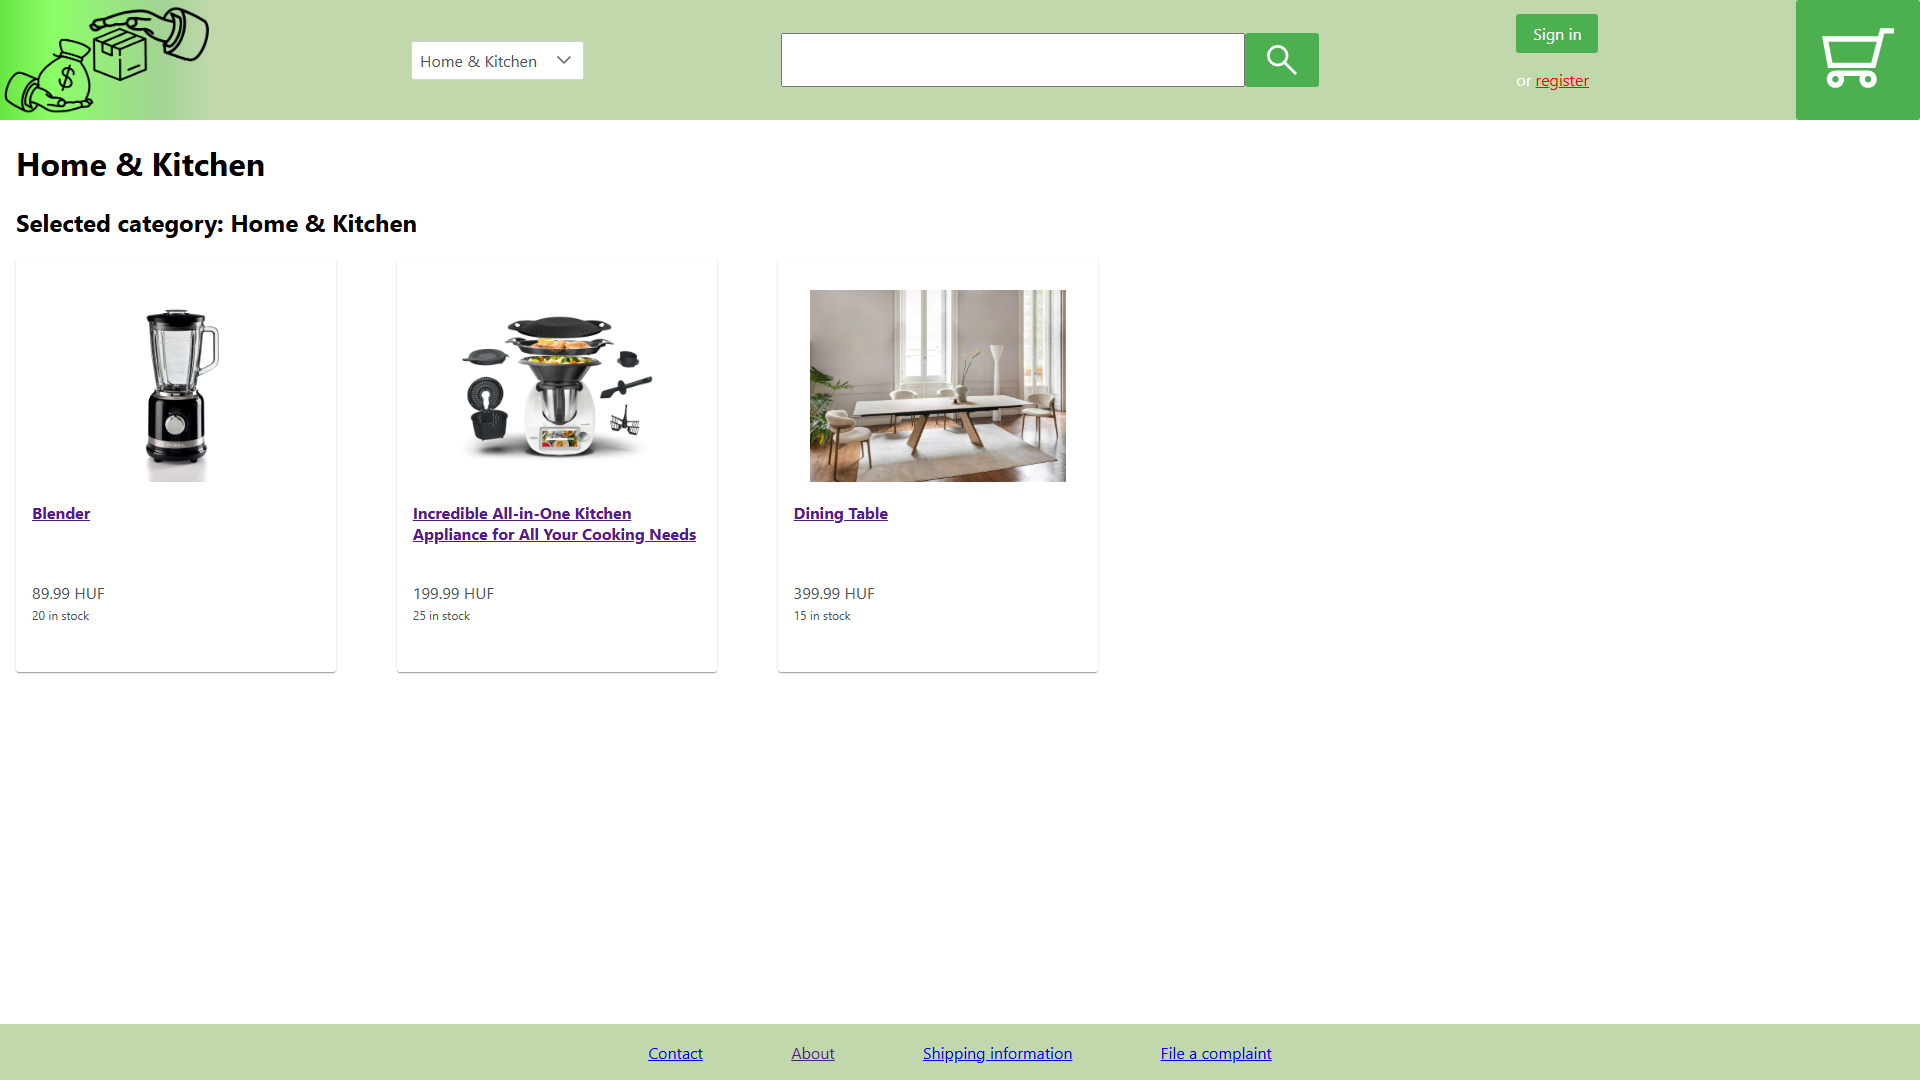 Home & Kitchen
Sign in
or register
Home & Kitchen
Selected category: Home & Kitchen
Blender
89.99 HUF
20 in stock
Incredible All-in-One Kitchen
Appliance for All Your Cooking Needs
199.99 HUF
25 in stock
Dining Table
399.99 HUF
15 in stock
Contact
About
Shipping information
File a complaint